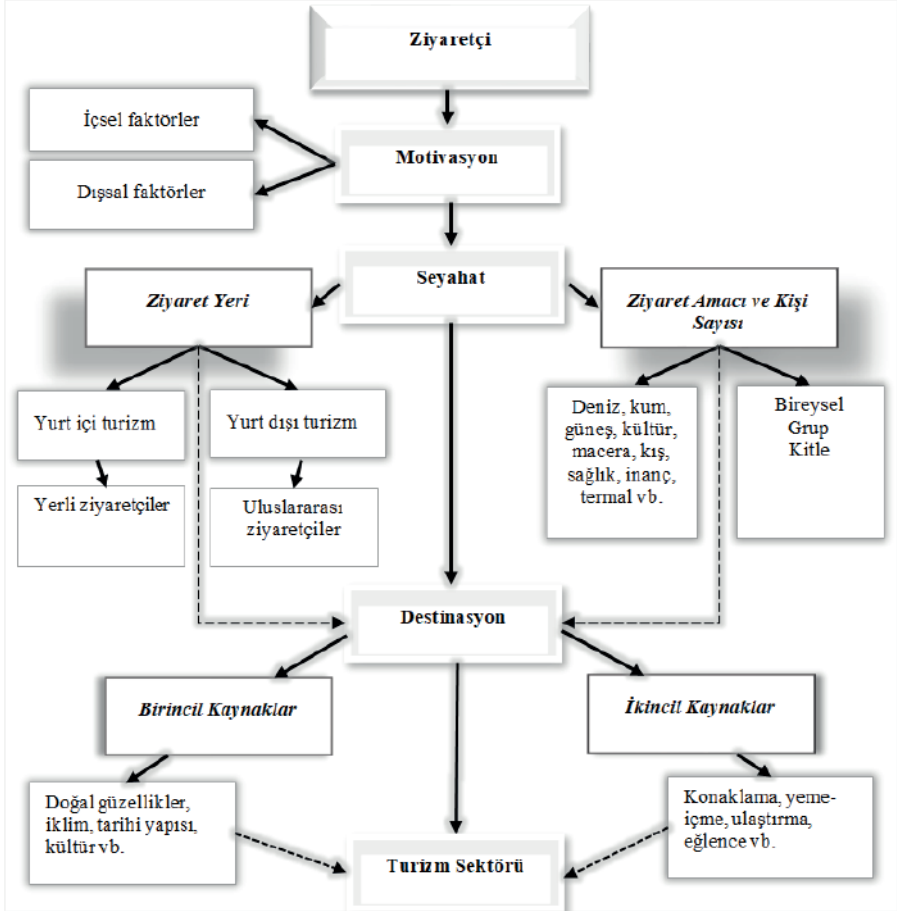 Ziyaretçi
İçsel faktörler
Motivasyon
Dışsal faktörler
Seyahat
Ziyaret Yeri
Ziyaret Amacı ve Kişi
Sayısı
Yurt içi turizm
Yurt dışı turizm
Deniz, kum,
güneş, kültür,
macera, kış,
sağlık, inanç,
termal vb.
Bireysel
Grup
Kitle
Yerli ziyaretçiler
Uluslararası
ziyaretçiler
Destinasyon
Birincil Kaynaklar
İkincil Kaynaklar
Doğal güzellikler,
iklim, tarihi yapısı,
kültür vb.
Konaklama, yeme-
içme, ulaştırma,
eğlence vb.
Turizm Sektörü